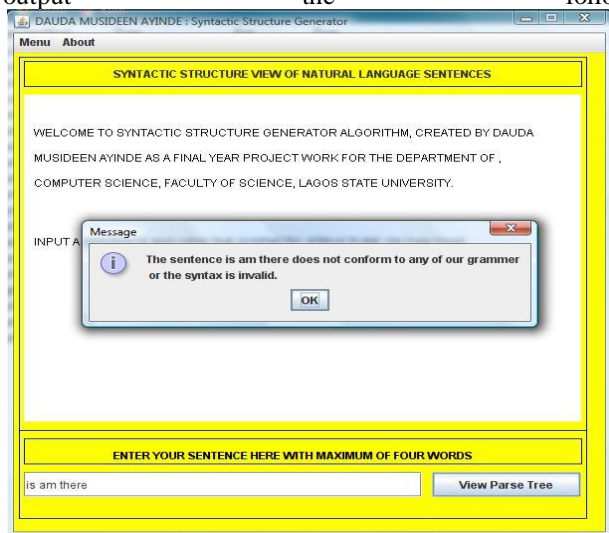 output the
DAUDA MUSIDEEN AYINDE : Syntactic Structure Generator
Menu About
SYNTACTIC STRUCTURE VIEW OF NATURAL LANGUAGE SENTENCES
WELCOME TO SYNTACTIC STRUCTURE GENERATOR ALGORITHM, CREATED BY DAUDA
MUSIDEEN AYINDE AS A FINAL YEAR PROJECT WORK FOR THE DEPARTMENT OF ,
COMPUTER SCIENCE, FACULTY OF SCIENCE, LAGOS STATE UNIVERSITY.
INPUT A
Message
The sentence is am there does not conform to any of our grammer
or the syntax is invalid.
OK
ENTER YOUR SENTENCE HERE WITH MAXIMUM OF FOUR WORDS
is am there
View Parse Tree